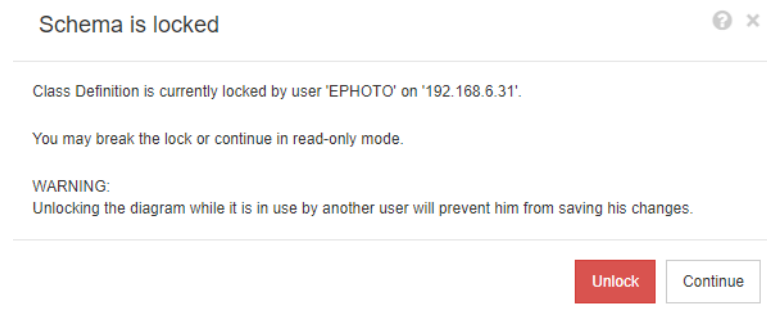 Schema is locked
Class Definition is currently locked by user 'EPHOTO' on '192.168.6.31'.
You may break the lock or continue in read-only mode.
WARNING:
Unlocking the diagram while it is in use by another user will prevent him from saving his changes.
Unlock
Continue